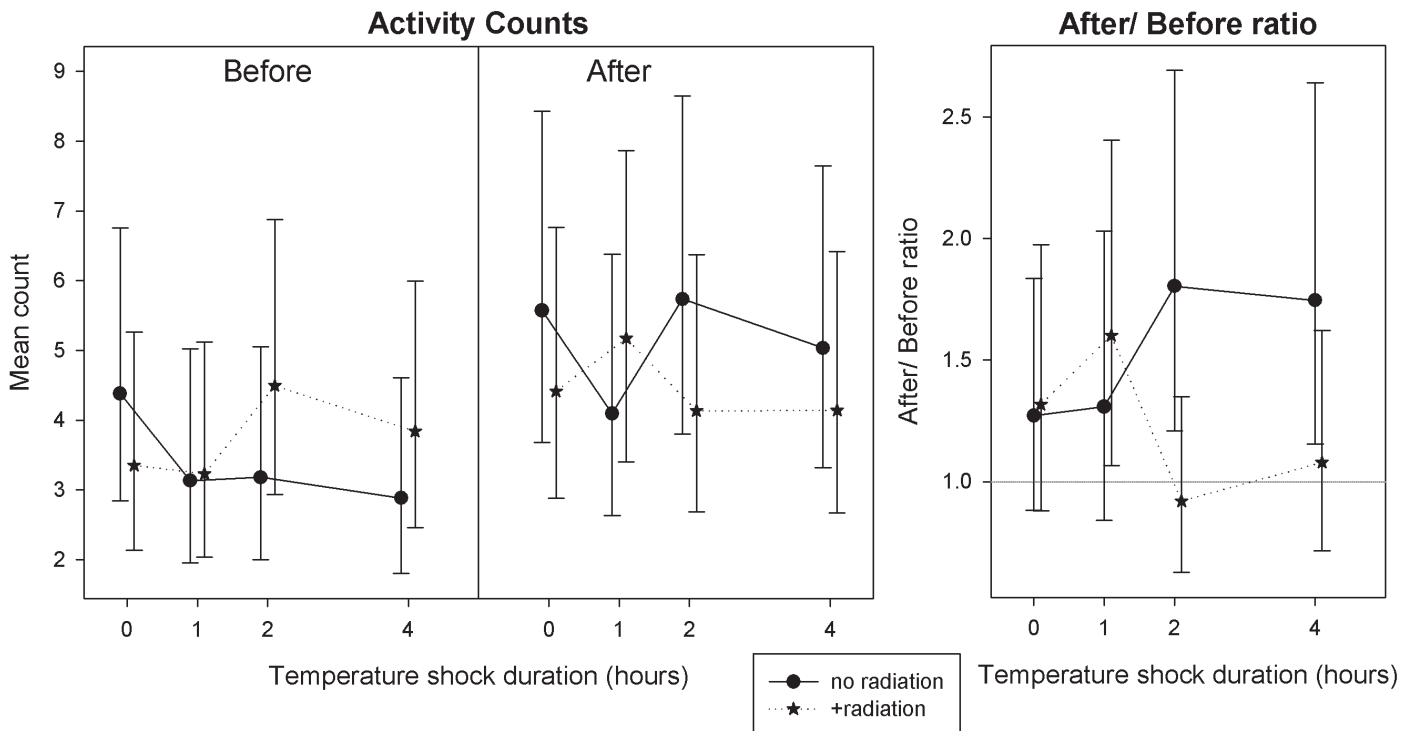 Activity Counts
Before
After
Mean count
9
8
7
6
5
4
3
2
0 1 2 4
0 1 2 4
Temperature shock duration (hours)
After/ Before ratio
After/ Before ratio
2.5
2.0
1.5
1.0
0 1 2 4
Temperature shock duration (hours)
no radiation
+radiation